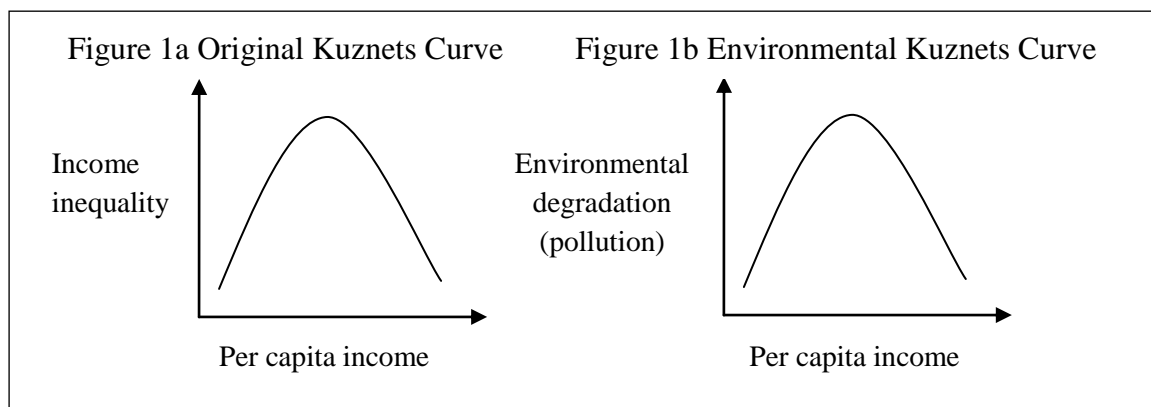 Figure 1a Original Kuznets Curve
Income
inequality
Per capita income
Figure 1b Environmental Kuznets Curve
Environmental
degradation
(pollution)
Per capita income